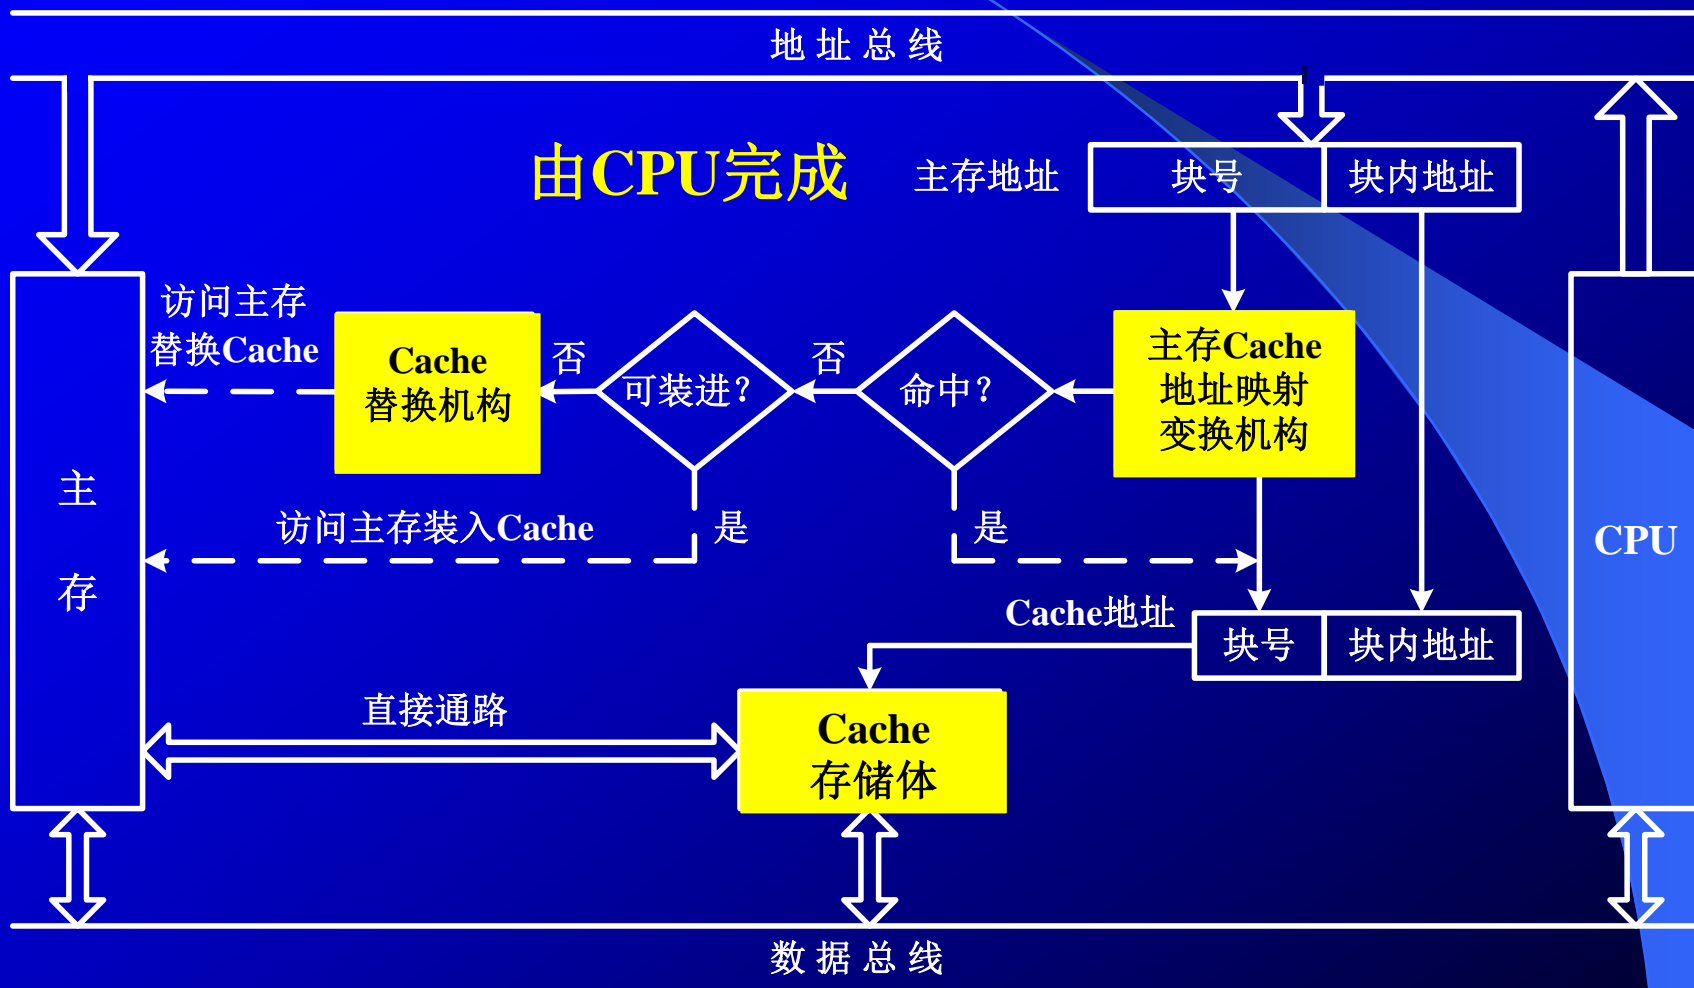 地址总线
由CPU完成
主存地址
块号
块内地址
访问主存
替换Cache
Cache
替换机构
否
可装进?
否
命中?
主存Cache
地址映射
变换机构
主
存
访问主存装入Cache
是
是
CPU
Cache地址
块号
块内地址
直接通路
Cache
存储体
数据总线